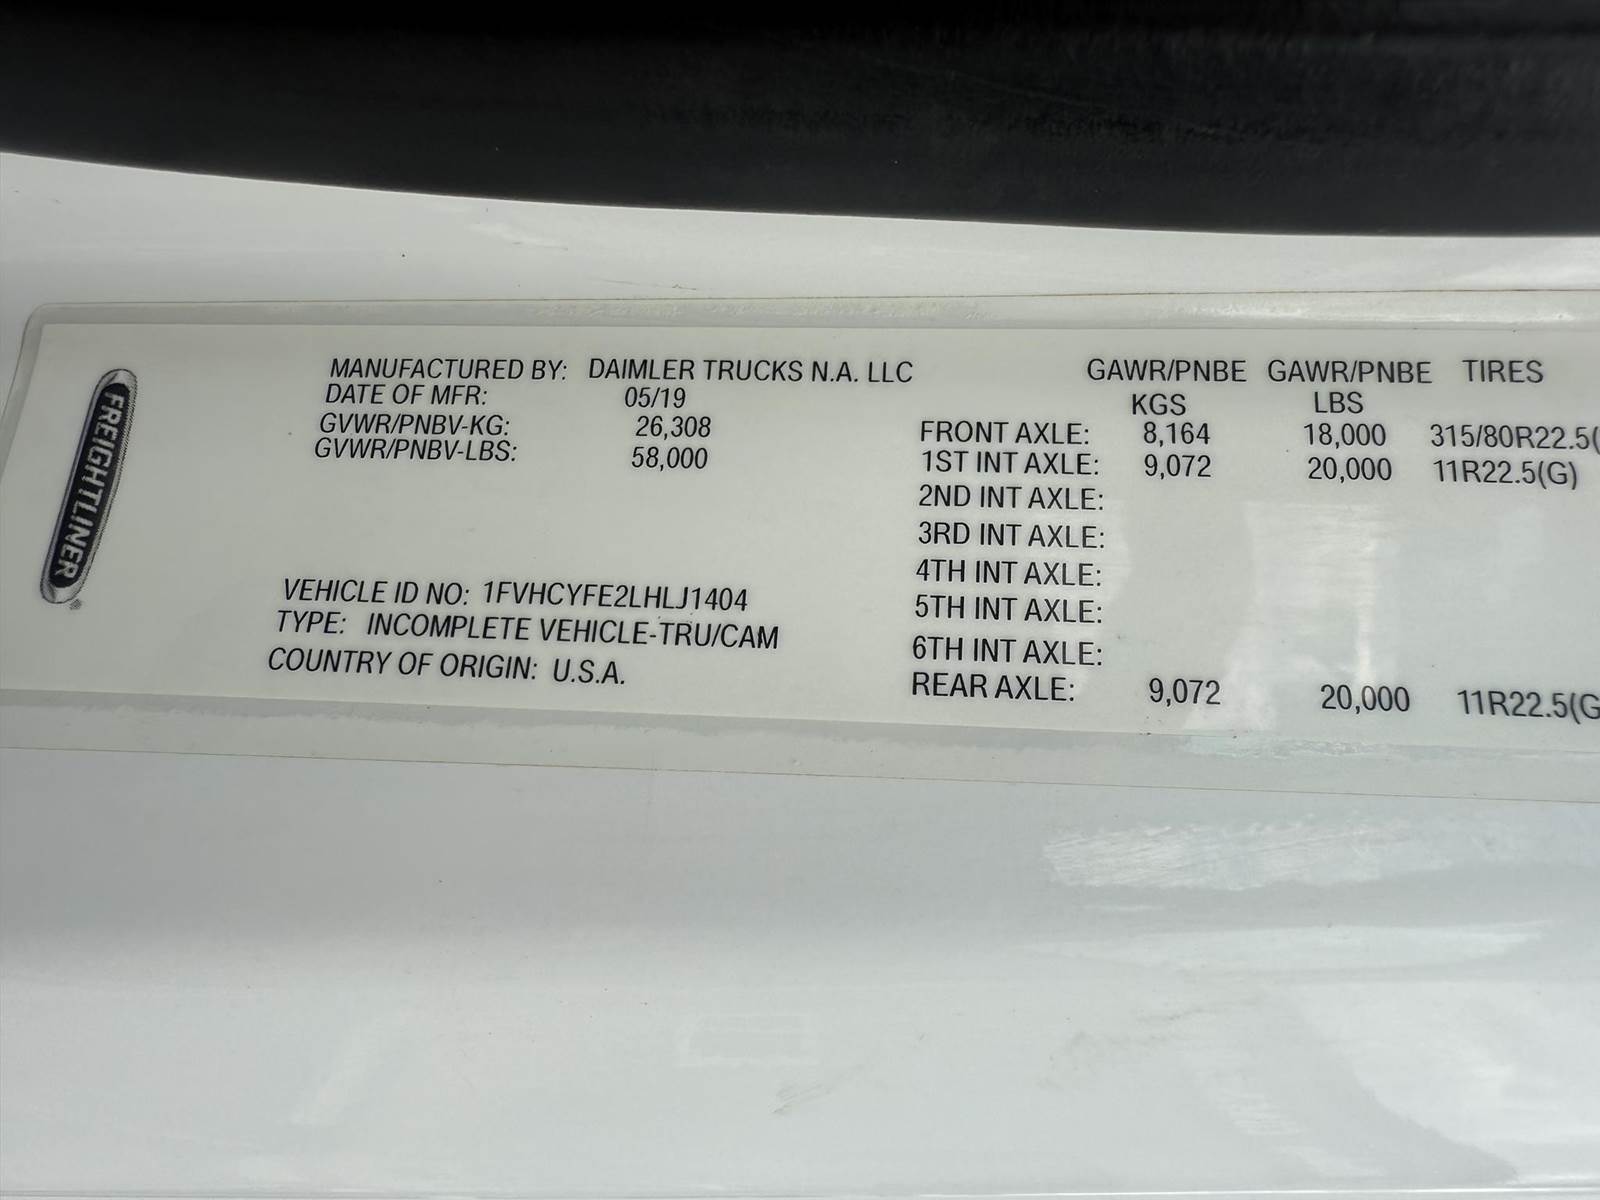 FREIGHTLINER
®
MANUFACTURED BY: DAIMLER TRUCKS N.A. LLC
DATE OF MFR: 05/19
GVWR/PNBV-KG: 26,308
GVWR/PNBV-LBS: 58,000
VEHICLE ID NO: 1FVHCYFE2LHLJ1404
TYPE: INCOMPLETE VEHICLE-TRU/CAM
COUNTRY OF ORIGIN: U.S.A.
GAWR/PNBE GAWR/PNBE TIRES
KGS LBS
FRONT AXLE: 8,164 18,000 315/80R22.5(
1ST INT AXLE: 9,072 20,000 11R22.5(G)
2ND INT AXLE:
3RD INT AXLE:
4TH INT AXLE:
5TH INT AXLE:
6TH INT AXLE:
REAR AXLE: 9,072 20,000 11R22.5(G